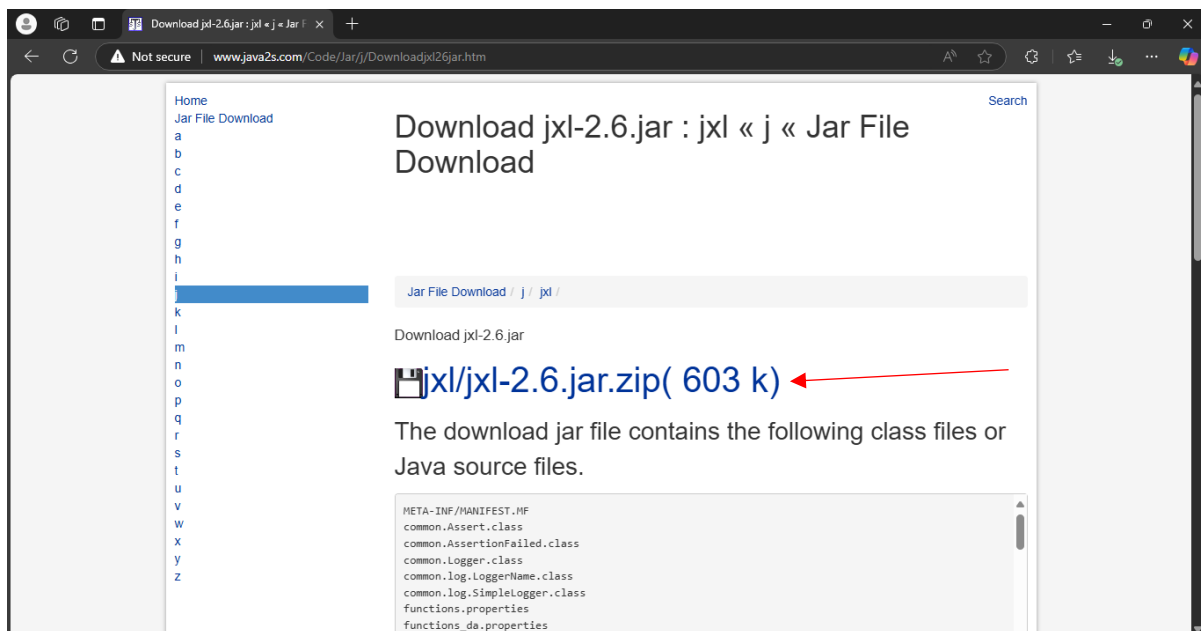 Download jxl-2.6.jar : jxl « j « Jar F
Not secure | www.java2s.com/Code/Jar/j/Downloadjxl26jar.htm
Home
Search
Jar File Download
a
b
c
d
e
f
g
h
i
j
k
l
m
n
o
p
q
r
s
t
u
v
w
x
y
z
Download jxl-2.6.jar : jxl « j « Jar File
Download
Jar File Download / j / jxl /
Download jxl-2.6.jar
jxl/jxl-2.6.jar.zip( 603 k)
The download jar file contains the following class files or
Java source files.
META-INF/MANIFEST.MF
common.Assert.class
common.AssertionFailed.class
common.Logger.class
common.log.LoggerName.class
common.log.SimpleLogger.class
functions.properties
functions_da.properties